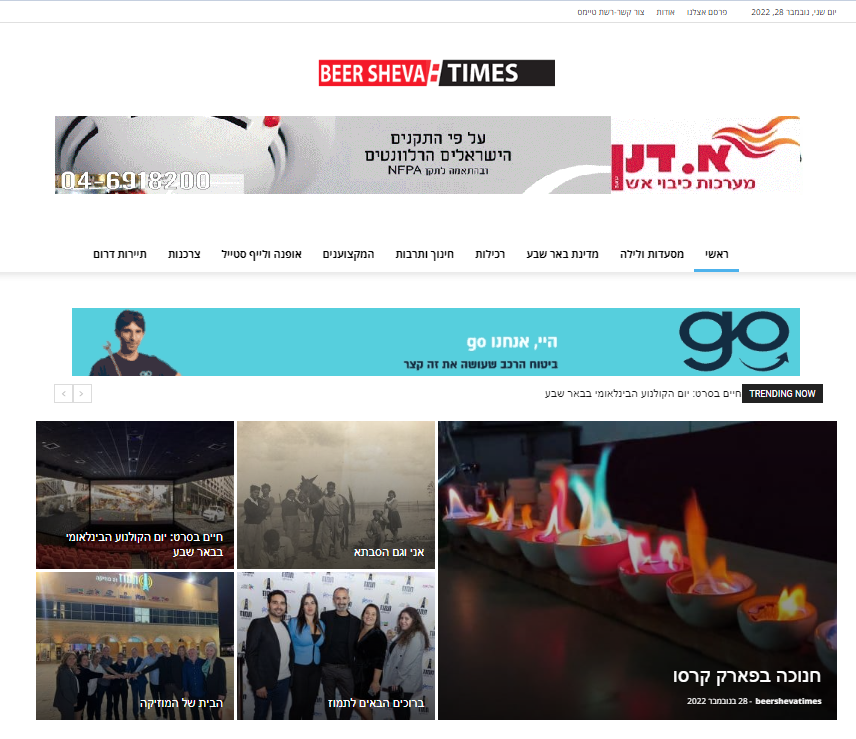 יום שני, נובמבר 28, 2022 פרסם אצלנו אודות צור קשר-רשת טיימס
BEER SHEVA TIMES
א.דנן
מערכות כיבוי אש
על פי התקנים
הישראלים הרלוונטים
ובהתאמה לתקן NFPA
04-6918200
ראשי מסעדות ולילה מדינת באר שבע רכילות חינוך ותרבות המקצוענים אופנה ולייף סטייל צרכנות תיירות דרום
go
היי, אנחנו go
ביטוח הרכב שעושה את זה קצר
TRENDING NOW חיים בסרט: יום הקולנוע הבינלאומי בבאר שבע
חנוכה בפארק קרסו
beershevatimes - 28 בנובמבר 2022
אני וגם הסבתא
חיים בסרט: יום הקולנוע הבינלאומי
בבאר שבע
ברוכים הבאים לתמוז
הבית של המוזיקה